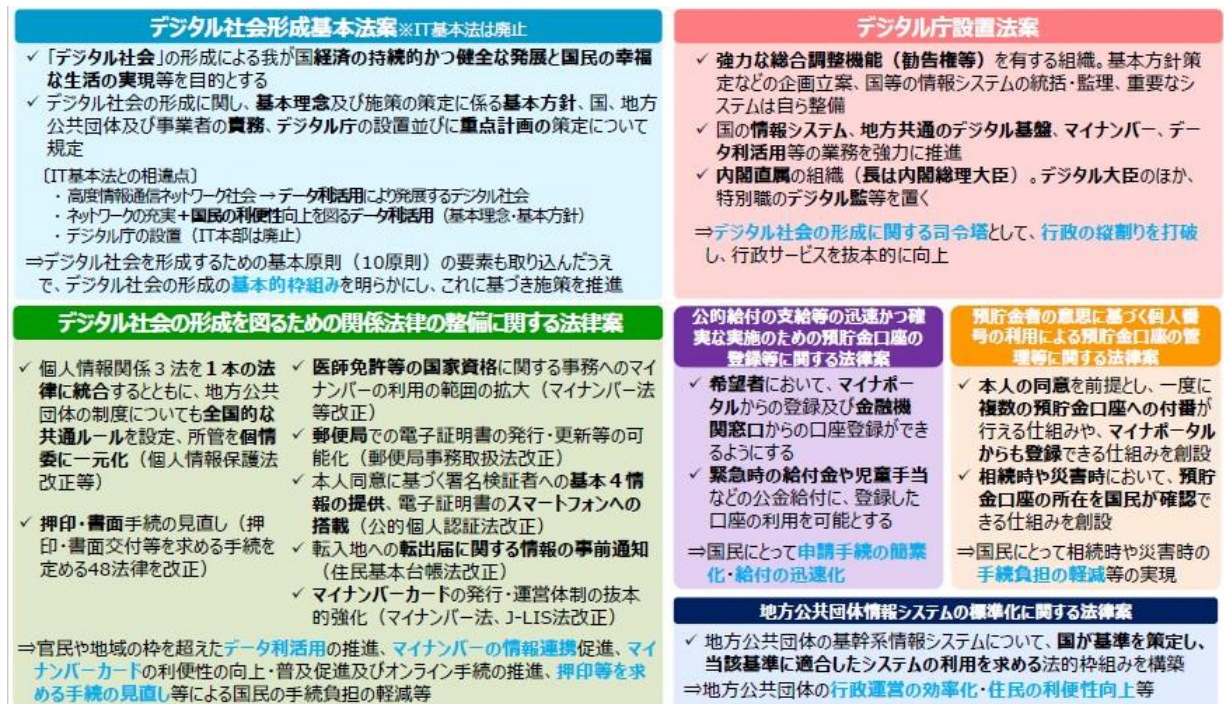 デジタル社会形成基本法案※IT基本法は廃止
✓ 「デジタル社会」の形成による我が国経済の持続的かつ健全な発展と国民の幸福
な生活の実現等を目的とする
✓ デジタル社会の形成に関し、基本理念及び施策の策定に係る基本方針、国、地方
公共団体及び事業者の責務、デジタル庁の設置並びに重点計画の策定について
規定
〔IT基本法との相違点〕
・高度情報通信ネットワーク社会→データ利活用により発展するデジタル社会
・ネットワークの充実+国民の利便性向上を図るデータ利活用(基本理念・基本方針)
・デジタル庁の設置(IT本部は廃止)
⇒デジタル社会を形成するための基本原則(10原則)の要素も取り込んだうえ
で、デジタル社会の形成の基本的枠組みを明らかにし、これに基づき施策を推進
デジタル庁設置法案
✓ 強力な総合調整機能(勧告権等)を有する組織。基本方針策
定などの企画立案、国等の情報システムの統括・監理、重要なシ
ステムは自ら整備
✓ 国の情報システム、地方共通のデジタル基盤、マイナンバー、デー
タ利活用等の業務を強力に推進
✓ 内閣直属の組織(長は内閣総理大臣)。デジタル大臣のほか、
特別職のデジタル監等を置く
⇒デジタル社会の形成に関する司令塔として、行政の縦割りを打破
し、行政サービスを抜本的に向上
デジタル社会の形成を図るための関係法律の整備に関する法律案
✓ 個人情報関係3法を1本の法
律に統合するとともに、地方公共
団体の制度についても全国的な
共通ルールを設定、所管を個情
委に一元化(個人情報保護法
改正等)
✓ 押印・書面手続の見直し(押
印・書面交付等を求める手続を
定める48法律を改正)
✓ 医師免許等の国家資格に関する事務へのマイ
ナンバーの利用の範囲の拡大(マイナンバー法
等改正)
✓ 郵便局での電子証明書の発行・更新等の可
能化(郵便局事務取扱法改正)
✓ 本人同意に基づく署名検証者への基本4情
報の提供、電子証明書のスマートフォンへの
搭載(公的個人認証法改正)
✓ 転入地への転出届に関する情報の事前通知
(住民基本台帳法改正)
✓ マイナンバーカードの発行・運営体制の抜本
的強化(マイナンバー法、J-LIS法改正)
⇒官民や地域の枠を超えたデータ利活用の推進、マイナンバーの情報連携促進、マイ
ナンバーカードの利便性の向上・普及促進及びオンライン手続の推進、押印等を求
める手続の見直し等による国民の手続負担の軽減等
公的給付の支給等の迅速かつ確
実な実施のための預貯金口座の
登録等に関する法律案
✓ 希望者において、マイナポー
タルからの登録及び金融機
関窓口からの口座登録ができ
るようにする
✓ 緊急時の給付金や児童手当
などの公金給付に、登録した
口座の利用を可能とする
⇒国民にとって申請手続の簡素
化・給付の迅速化
預貯金者の意思に基づく個人番
号の利用による預貯金口座の管
理等に関する法律案
✓ 本人の同意を前提とし、一度に
複数の預貯金口座への付番が
行える仕組みや、マイナポータル
からも登録できる仕組みを創設
✓ 相続時や災害時において、預貯
金口座の所在を国民が確認で
きる仕組みを創設
⇒国民にとって相続時や災害時の
手続負担の軽減等の実現
地方公共団体情報システムの標準化に関する法律案
✓ 地方公共団体の基幹系情報システムについて、国が基準を策定し、
当該基準に適合したシステムの利用を求める法的枠組みを構築
⇒地方公共団体の行政運営の効率化・住民の利便性向上等